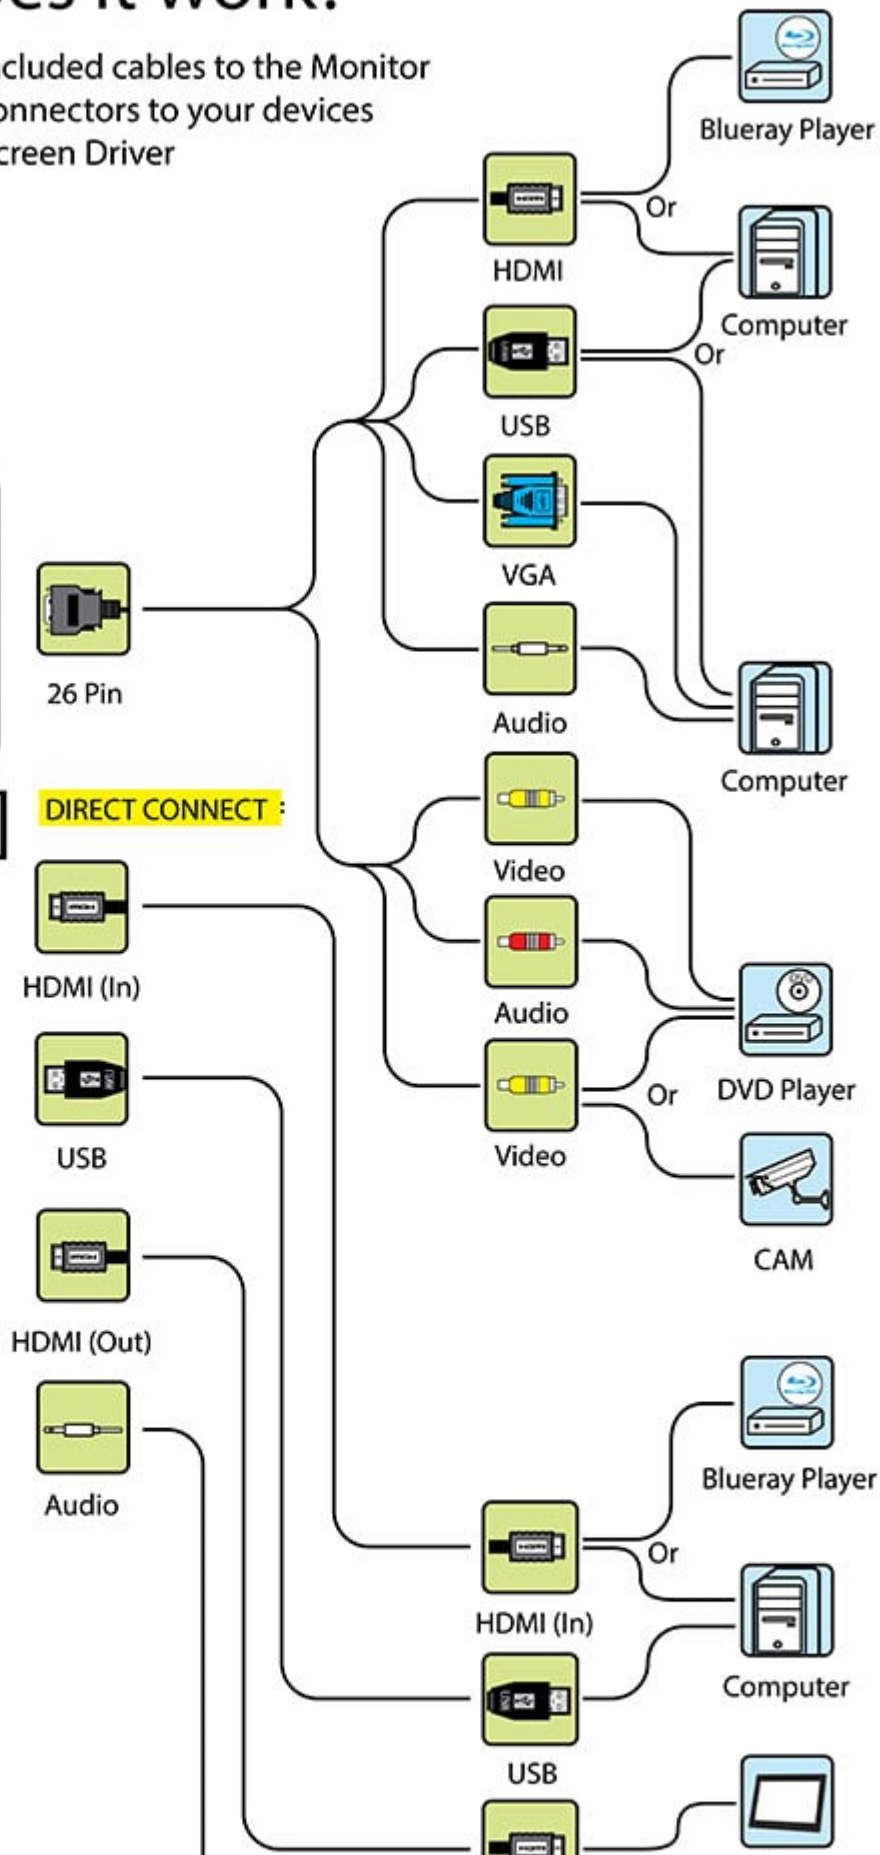 it work?
cluded cables to the Monitor
onnectors to your devices
creen Driver
Blueray Player
Or
HDMI
Computer
Or
USB
VGA
26 Pin
Audio
Computer
DIRECT CONNECT :
Video
HDMI (In)
Audio
DVD Player
Or
USB
Video
CAM
HDMI (Out)
Blueray Player
Audio
Or
HDMI (In)
Computer
USB